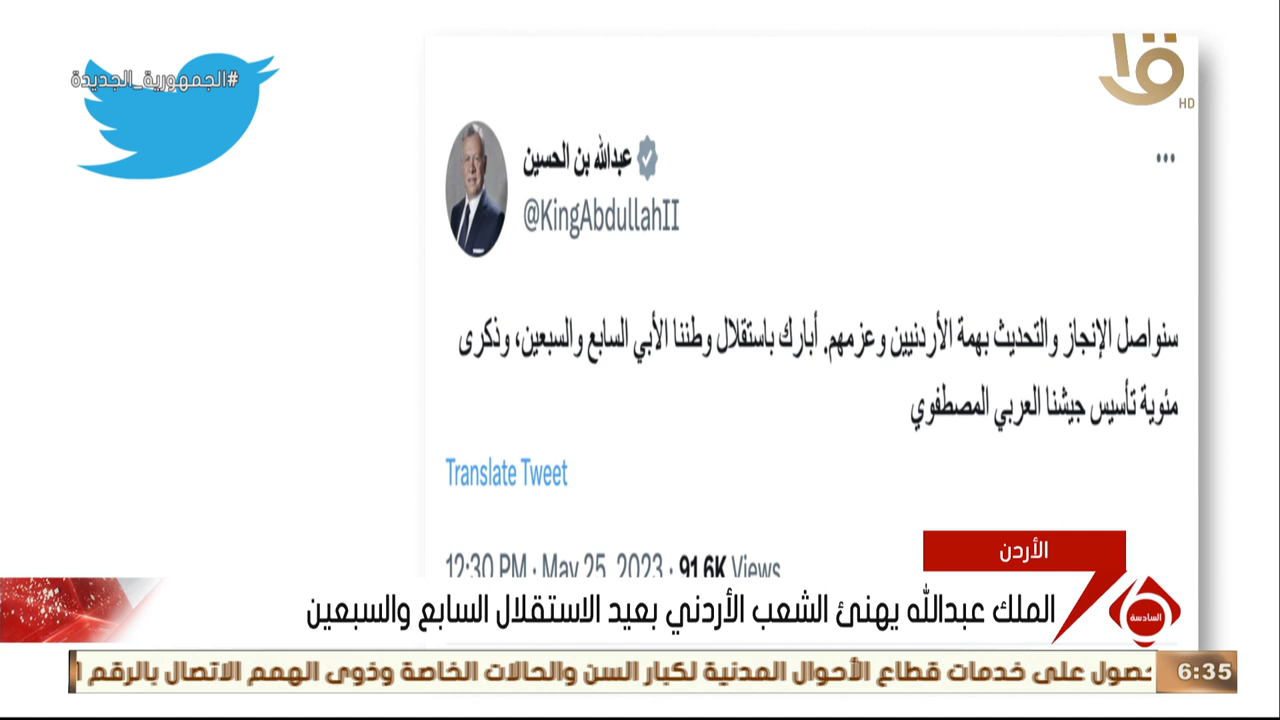 #الجمهورية_الجديدة
HD
عبدالله بن الحسين
@KingAbdullahII
سنواصل الإنجاز والتحديث بهمة الأردنيين وعزمهم. أبارك باستقلال وطننا الأبي السابع والسبعين، وذكرى
مئوية تأسيس جيشنا العربي المصطفوي
Translate Tweet
12:30 PM · May 25, 2023 · 91.6K Views
الأردن
الملك عبدالله يهنئ الشعب الأردني بعيد الاستقلال السابع والسبعين
السادسة
6:35
على خدمات قطاع الأحوال المدنية لكبار السن والحالات الخاصة وذوى الهمم الاتصال بالرقم